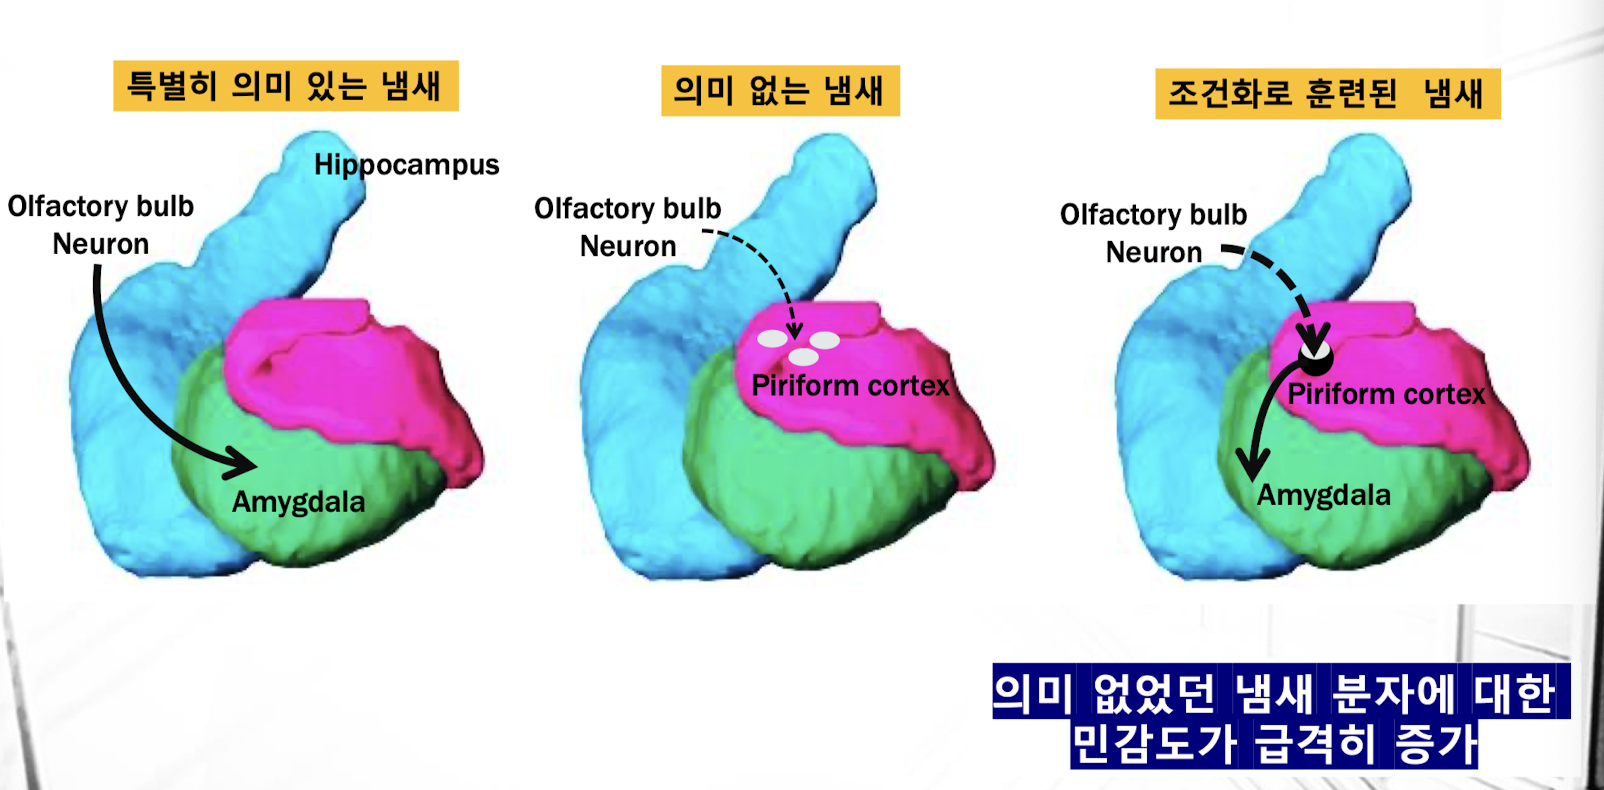 특별히 의미 있는 냄새
Hippocampus
Olfactory bulb
Neuron
Amygdala
의미 없는 냄새
Olfactory bulb
Neuron
Piriform cortex
조건화로 훈련된 냄새
Olfactory bulb
Neuron
Piriform cortex
Amygdala
의미 없었던 냄새 분자에 대한
민감도가 급격히 증가